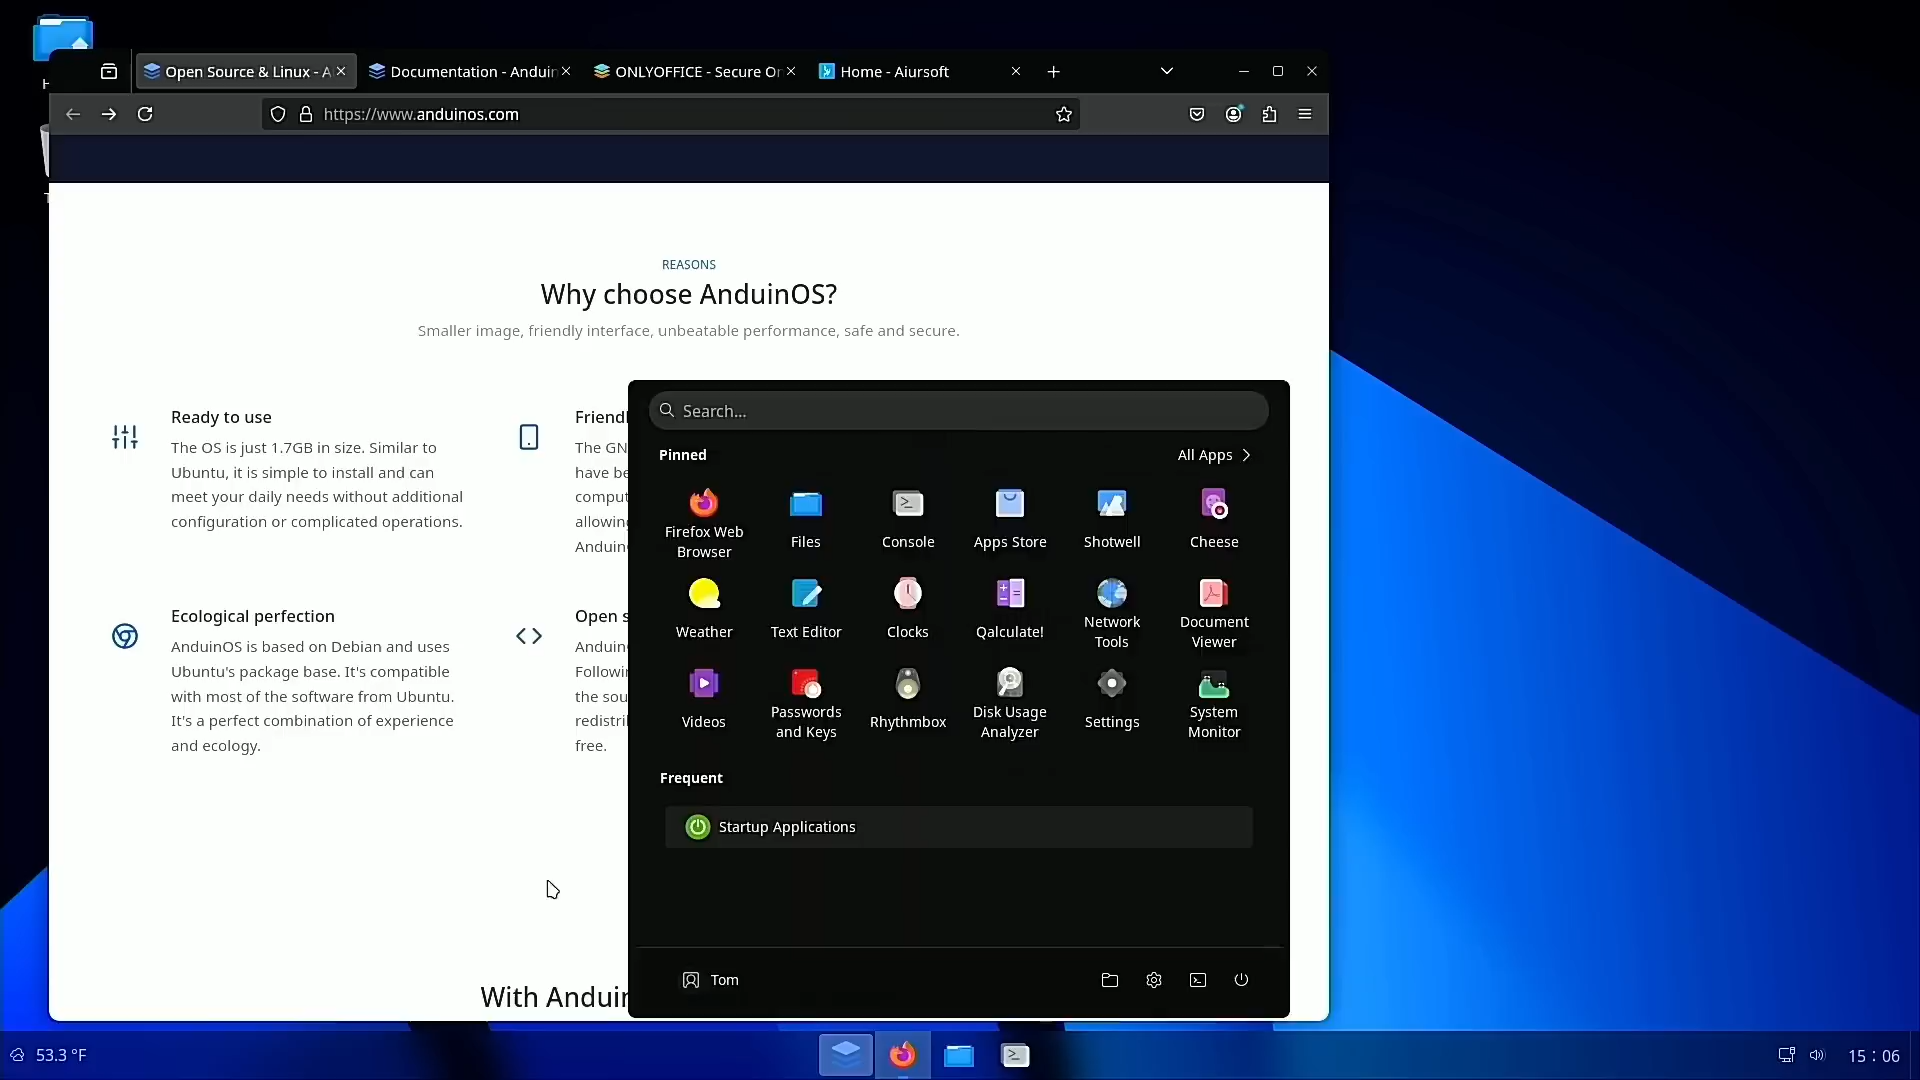 Open Source & Linux - A
Documentation - Anduin
ONLYOFFICE - Secure Or
Home - Aiursoft
https://www.anduinos.com
REASONS
Why choose AnduinOS?
Smaller image, friendly interface, unbeatable performance, safe and secure.
Ready to use
The OS is just 1.7GB in size. Similar to
Ubuntu, it is simple to install and can
meet your daily needs without additional
configuration or complicated operations.
Friendl
The GN
have be
comput
allowing
Anduin
Ecological perfection
AnduinOS is based on Debian and uses
Ubuntu's package base. It's compatible
with most of the software from Ubuntu.
It's a perfect combination of experience
and ecology.
Open s
Anduin
Followin
the sou
redistril
free.
With Anduin
Search...
Pinned
All Apps
Firefox Web
Browser
Files
Console
Apps Store
Shotwell
Cheese
Weather
Text Editor
Clocks
Qalculate!
Network
Tools
Document
Viewer
Videos
Passwords
and Keys
Rhythmbox
Disk Usage
Analyzer
Settings
System
Monitor
Frequent
Startup Applications
Tom
53.3 °F
15 : 06